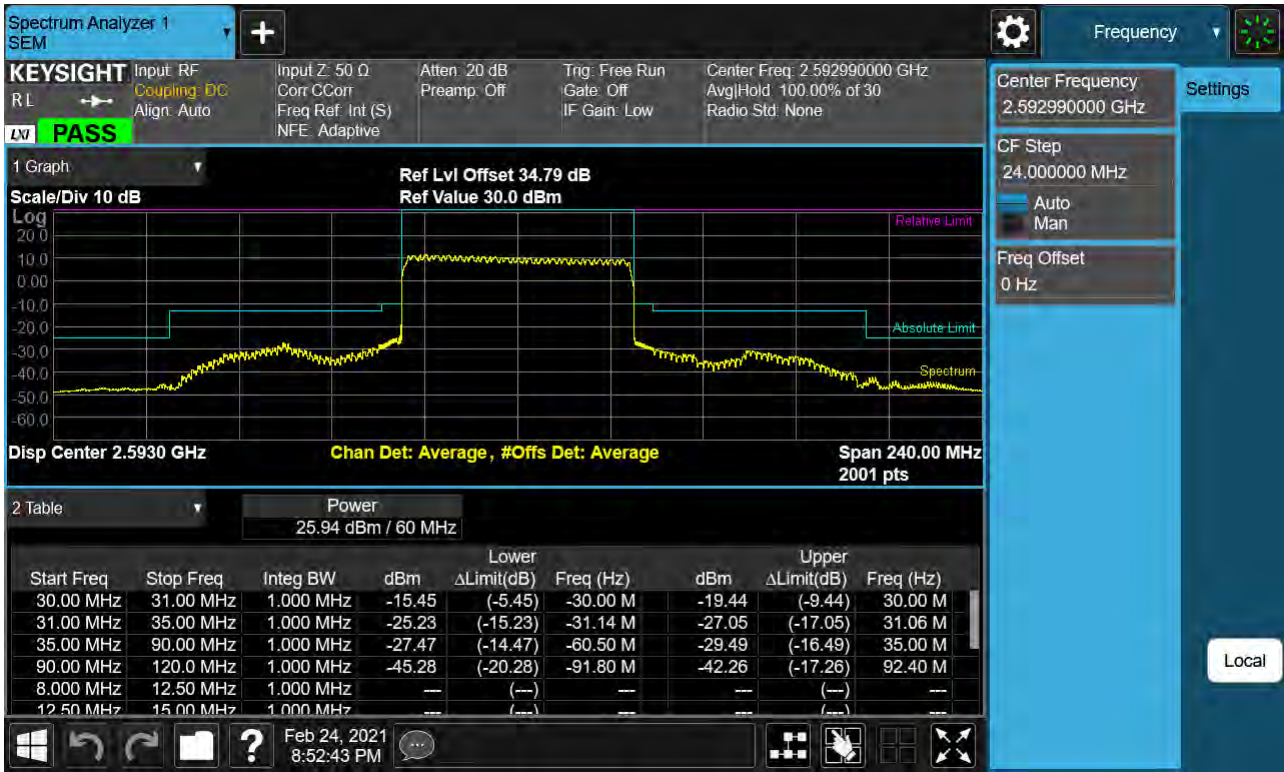 Spectrum Analyzer 1
SEM
Frequency
KEYSIGHT
RL
LXI PASS
Input: RF
Coupling: DC
Align: Auto
Input Z: 50 Ω
Corr CCorr
Freq Ref: Int (S)
NFE: Adaptive
Atten: 20 dB
Preamp: Off
Trig: Free Run
Gate: Off
IF Gain: Low
Center Freq: 2.592990000 GHz
Avg|Hold: 100.00% of 30
Radio Std: None
Center Frequency
2.592990000 GHz
Settings
CF Step
24.000000 MHz
Auto
Man
Freq Offset
0 Hz
Local
1 Graph
Scale/Div 10 dB
Ref Lvl Offset 34.79 dB
Ref Value 30.0 dBm
Log
20.0
10.0
0.00
-10.0
-20.0
-30.0
-40.0
-50.0
-60.0
Relative Limit
Absolute Limit
Spectrum
Disp Center 2.5930 GHz
Chan Det: Average, #Offs Det: Average
Span 240.00 MHz
2001 pts
2 Table
Power
25.94 dBm / 60 MHz
Lower Upper
Start Freq Stop Freq Integ BW dBm ΔLimit(dB) Freq (Hz) dBm ΔLimit(dB) Freq (Hz)
30.00 MHz 31.00 MHz 1.000 MHz -15.45 (-5.45) -30.00 M -19.44 (-9.44) 30.00 M
31.00 MHz 35.00 MHz 1.000 MHz -25.23 (-15.23) -31.14 M -27.05 (-17.05) 31.06 M
35.00 MHz 90.00 MHz 1.000 MHz -27.47 (-14.47) -60.50 M -29.49 (-16.49) 35.00 M
90.00 MHz 120.0 MHz 1.000 MHz -45.28 (-20.28) -91.80 M -42.26 (-17.26) 92.40 M
8.000 MHz 12.50 MHz 1.000 MHz --- (---) --- --- (---) ---
12.50 MHz 15.00 MHz 1.000 MHz --- (---) --- --- (---) ---
Feb 24, 2021
8:52:43 PM